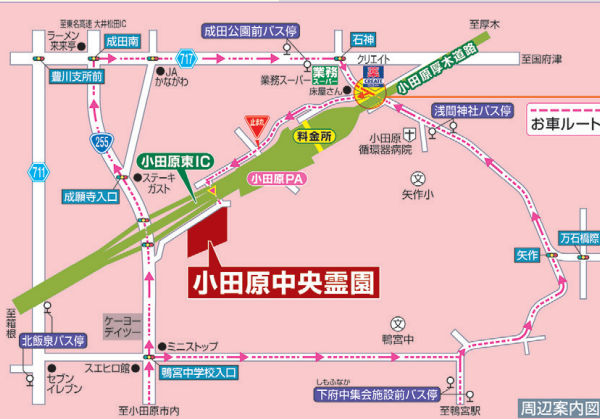 至東名高速 大井松田IC
ラーメン
来来亭
成田南
717
成田公園前バス停
石神
至厚木
クリエイト
至国府津
豊川支所前
JA
かながわ
業務スーパー
業務
スーパー
床屋さん
CREATE
小田原厚木道路
浅間神社バス停
お車ルート
255
止まれ
料金所
小田原
循環器病院
711
小田原東IC
小田原PA
ステーキ
ガスト
成願寺入口
文
矢作小
万石橋際
矢作
小田原中央霊園
至箱根
北飯泉バス停
ケーヨー
デイツー
ミニストップ
文
鴨宮中
セブン
イレブン
スエヒロ館
鴨宮中学校入口
しもふなか
下府中集会施設前バス停
至小田原市内
至鴨宮駅
周辺案内図